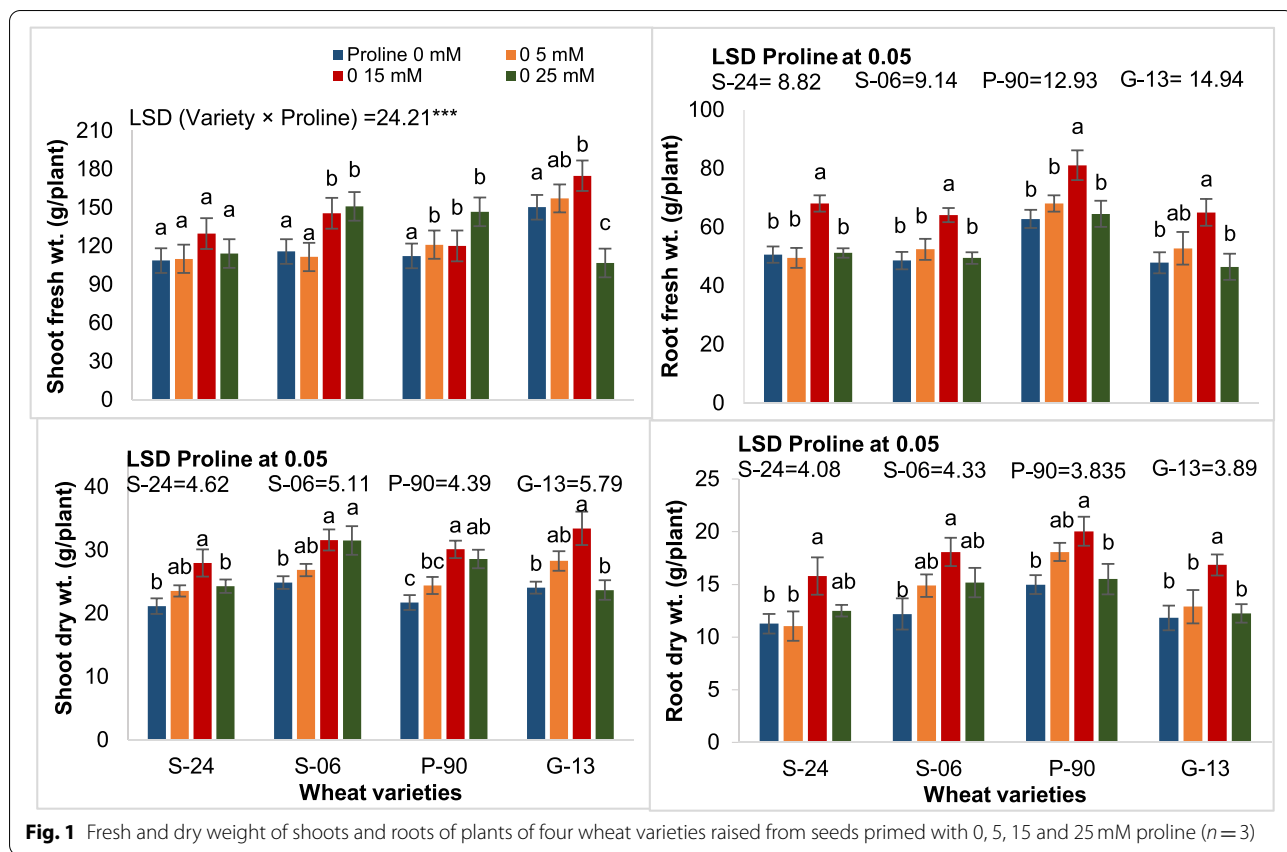 Proline 0 mM 0 5 mM
0 15 mM 0 25 mM
LSD (Variety × Proline) =24.21***
Shoot fresh wt. (g/plant)
210
180
150
120
90
60
30
0
a a a a
a a b b
a b b b
a ab b c
LSD Proline at 0.05
S-24= 8.82 S-06=9.14 P-90=12.93 G-13= 14.94
Root fresh wt. (g/plant)
100
80
60
40
20
0
b b a b
b b a b
b b a b
b ab a b
LSD Proline at 0.05
S-24=4.62 S-06=5.11 P-90=4.39 G-13=5.79
Shoot dry wt. (g/plant)
40
30
20
10
0
b ab a b
b ab a a
c bc a ab
b b a b
S-24 S-06 P-90 G-13
Wheat varieties
LSD Proline at 0.05
S-24=4.08 S-06=4.33 P-90=3.835 G-13=3.89
Root dry wt. (g/plant)
25
20
15
10
5
0
b b a ab
b ab a ab
b ab a b
b b a b
S-24 S-06 P-90 G-13
Wheat varieties
Fig. 1 Fresh and dry weight of shoots and roots of plants of four wheat varieties raised from seeds primed with 0, 5, 15 and 25 mM proline (n = 3)